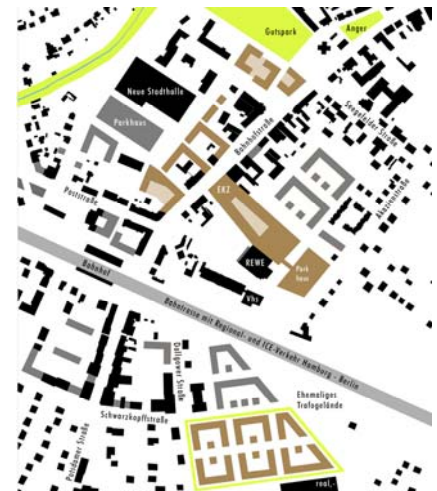 Gutspark
Anger
Neue Stadthalle
Parkhaus
Bahnhofstraße
Seegefelder Straße
Akazienstraße
EKZ
Poststraße
REWE
Park
haus
Vhs
Bahnhof
Bahntrasse mit Regional- und ICE-Verkehr Hamburg - Berlin
Dallgower Straße
Ehemaliges
Trafogelände
Schwarzkopffstraße
Potsdamer Straße
real,-